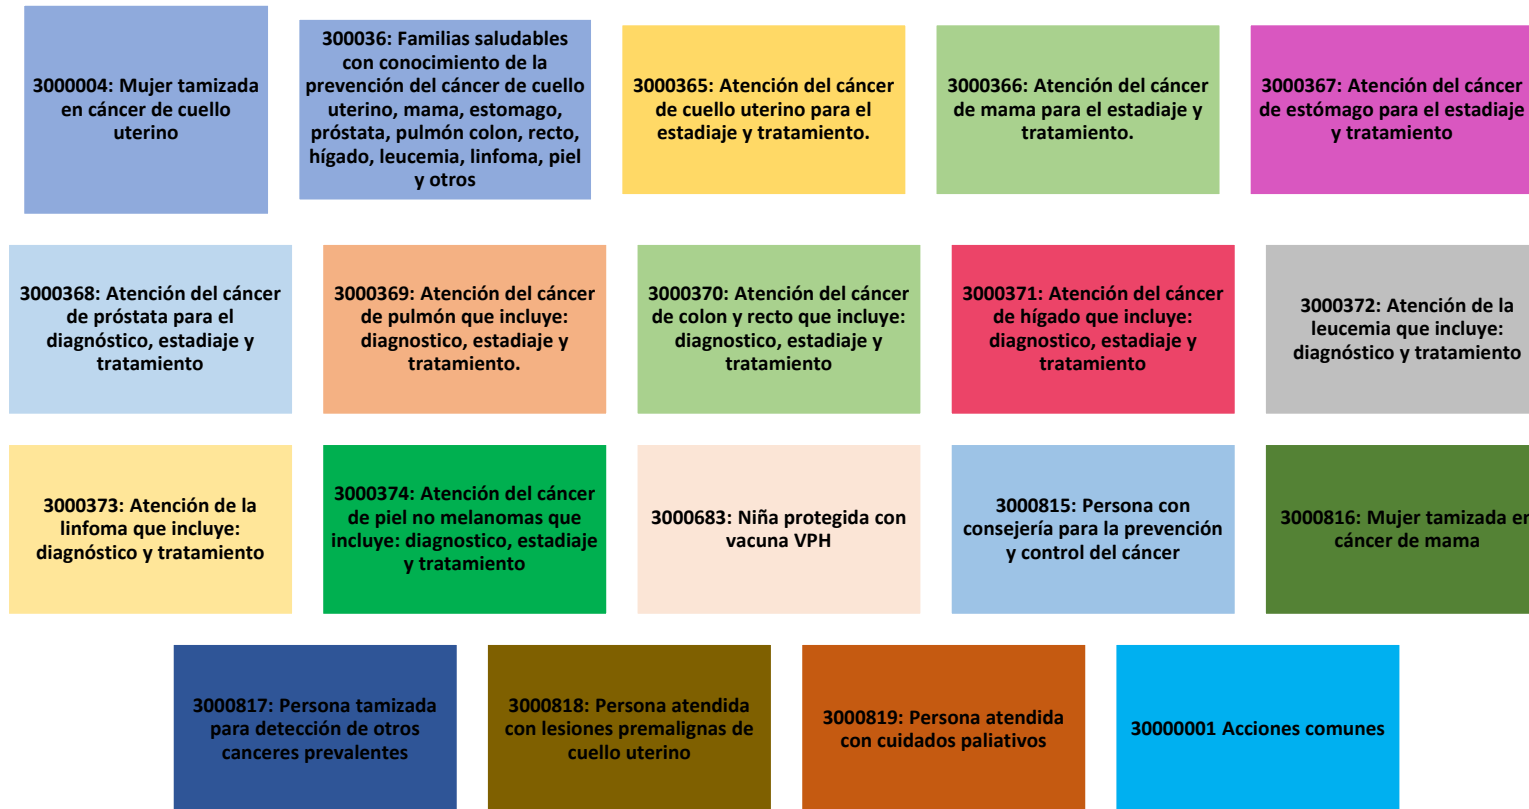 3000004: Mujer tamizada
en cáncer de cuello
uterino
300036: Familias saludables
con conocimiento de la
prevención del cáncer de cuello
uterino, mama, estomago,
próstata, pulmón colon, recto,
hígado, leucemia, linfoma, piel
y otros
3000365: Atención del cáncer
de cuello uterino para el
estadiaje y tratamiento.
3000366: Atención del cáncer
de mama para el estadiaje y
tratamiento.
3000367: Atención del cáncer
de estómago para el estadiaje
y tratamiento
3000368: Atención del cáncer
de próstata para el
diagnóstico, estadiaje y
tratamiento
3000369: Atención del cáncer
de pulmón que incluye:
diagnostico, estadiaje y
tratamiento.
3000370: Atención del cáncer
de colon y recto que incluye:
diagnostico, estadiaje y
tratamiento
3000371: Atención del cáncer
de hígado que incluye:
diagnostico, estadiaje y
tratamiento
3000372: Atención de la
leucemia que incluye:
diagnóstico y tratamiento
3000373: Atención de la
linfoma que incluye:
diagnóstico y tratamiento
3000374: Atención del cáncer
de piel no melanomas que
incluye: diagnostico, estadiaje
y tratamiento
3000683: Niña protegida con
vacuna VPH
3000815: Persona con
consejería para la prevención
y control del cáncer
3000816: Mujer tamizada en
cáncer de mama
3000817: Persona tamizada
para detección de otros
canceres prevalentes
3000818: Persona atendida
con lesiones premalignas de
cuello uterino
3000819: Persona atendida
con cuidados paliativos
30000001 Acciones comunes